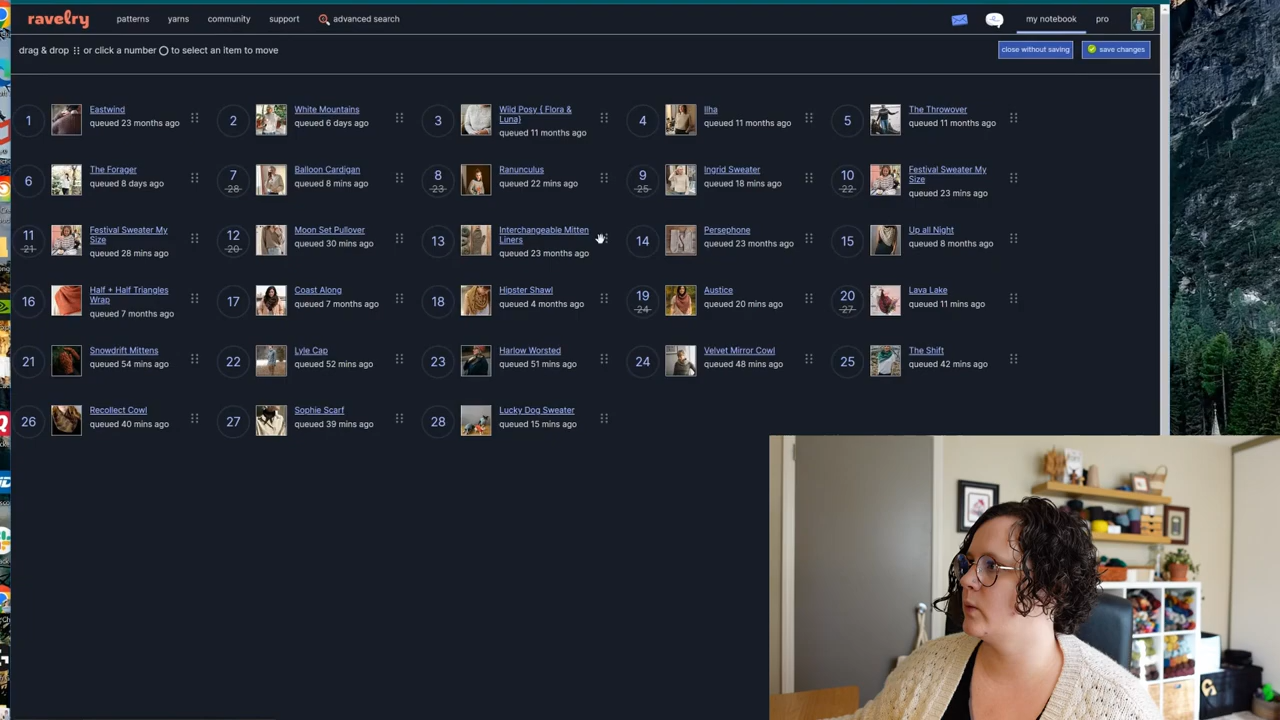 ravelry patterns yarns community support advanced search my notebook pro
drag & drop or click a number to select an item to move close without saving save changes
1 Eastwind
queued 23 months ago
2 White Mountains
queued 6 days ago
3 Wild Posy { Flora &
Luna}
queued 11 months ago
4 Ilha
queued 11 months ago
5 The Throwover
queued 11 months ago
6 The Forager
queued 8 days ago
7 Balloon Cardigan
28 queued 8 mins ago
8 Ranunculus
23 queued 22 mins ago
9 Ingrid Sweater
25 queued 18 mins ago
10 Festival Sweater My
22 Size
queued 23 mins ago
11 Festival Sweater My
21 Size
queued 28 mins ago
12 Moon Set Pullover
20 queued 30 mins ago
13 Interchangeable Mitten
Liners
queued 23 months ago
14 Persephone
queued 23 months ago
15 Up all Night
queued 8 months ago
16 Half + Half Triangles
Wrap
queued 7 months ago
17 Coast Along
queued 7 months ago
18 Hipster Shawl
queued 4 months ago
19 Austice
24 queued 20 mins ago
20 Lava Lake
27 queued 11 mins ago
21 Snowdrift Mittens
queued 54 mins ago
22 Lyle Cap
queued 52 mins ago
23 Harlow Worsted
queued 51 mins ago
24 Velvet Mirror Cowl
queued 48 mins ago
25 The Shift
queued 42 mins ago
26 Recollect Cowl
queued 40 mins ago
27 Sophie Scarf
queued 39 mins ago
28 Lucky Dog Sweater
queued 15 mins ago